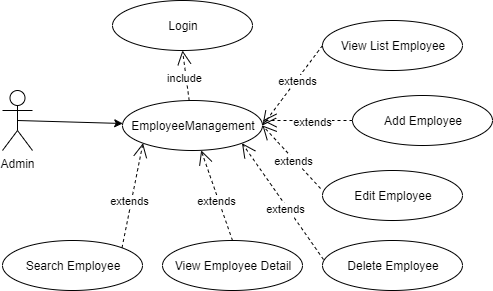 Login
View List Employee
include
extends
Admin
EmployeeManagement
extends
Add Employee
extends
Edit Employee
extends
extends
extends
Search Employee
View Employee Detail
Delete Employee